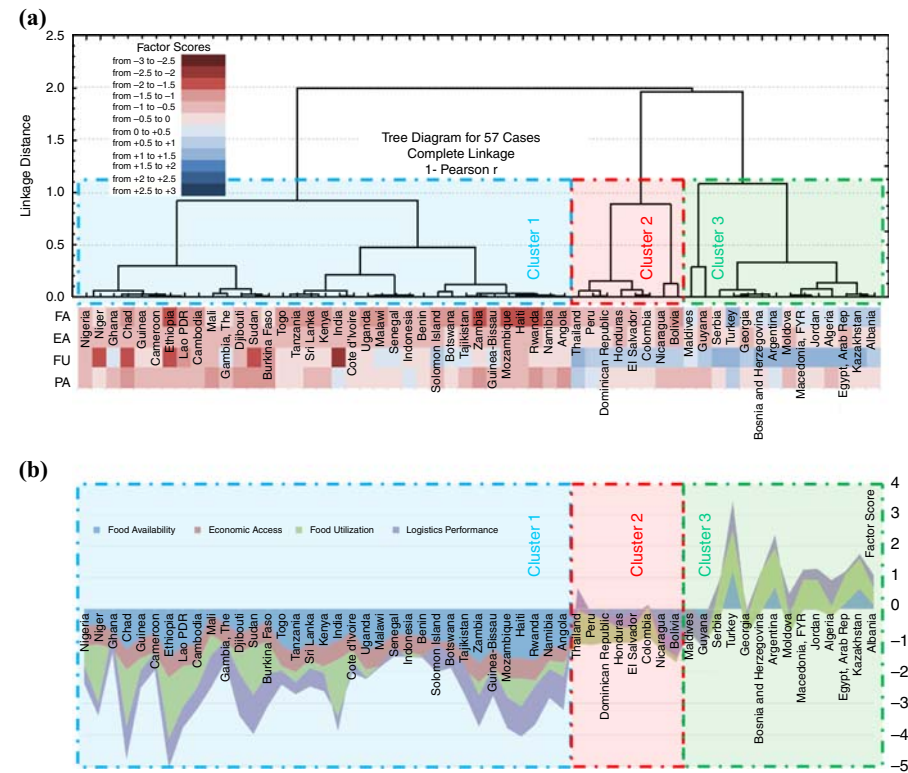 (a)
2.5
2.0
1.5
1.0
0.5
0.0
Linkage Distance
Factor Scores
from −3 to −2.5
from −2.5 to −2
from −2 to −1.5
from −1.5 to −1
from −1 to −0.5
from −0.5 to 0
from 0 to +0.5
from +0.5 to +1
from +1 to +1.5
from +1.5 to +2
from +2 to +2.5
from +2.5 to +3
Tree Diagram for 57 Cases
Complete Linkage
1- Pearson r
Cluster 1
Cluster 2
Cluster 3
FA
EA
FU
PA
Nigeria
Niger
Ghana
Chad
Guinea
Cameroon
Ethiopia
Lao PDR
Cambodia
Mali
Gambia, The
Djibouti
Sudan
Burkina Faso
Togo
Tanzania
Sri Lanka
Kenya
India
Cote d'Ivoire
Uganda
Malawi
Senegal
Indonesia
Benin
Solomon Island
Botswana
Tajikistan
Zambia
Guinea-Bissau
Mozambique
Haiti
Rwanda
Namibia
Angola
Thailand
Peru
Dominican Republic
Honduras
El Salvador
Colombia
Nicaragua
Bolivia
Maldives
Guyana
Serbia
Turkey
Georgia
Bosnia and Herzegovina
Argentina
Moldova
Macedonia, FYR
Jordan
Algeria
Egypt, Arab Rep
Kazakhstan
Albania
(b)
Food Availability
Economic Access
Food Utilization
Logistics Performance
Cluster 1
Cluster 2
Cluster 3
Factor Score
4
3
2
1
0
−1
−2
−3
−4
−5
Nigeria
Niger
Ghana
Chad
Guinea
Cameroon
Ethiopia
Lao PDR
Cambodia
Mali
Gambia, The
Djibouti
Sudan
Burkina Faso
Togo
Tanzania
Sri Lanka
Kenya
India
Cote d'Ivoire
Uganda
Malawi
Senegal
Indonesia
Benin
Solomon Island
Botswana
Tajikistan
Zambia
Guinea-Bissau
Mozambique
Haiti
Rwanda
Namibia
Angola
Thailand
Peru
Dominican Republic
Honduras
El Salvador
Colombia
Nicaragua
Bolivia
Maldives
Guyana
Serbia
Turkey
Georgia
Bosnia and Herzegovina
Argentina
Moldova
Macedonia, FYR
Jordan
Algeria
Egypt, Arab Rep
Kazakhstan
Albania